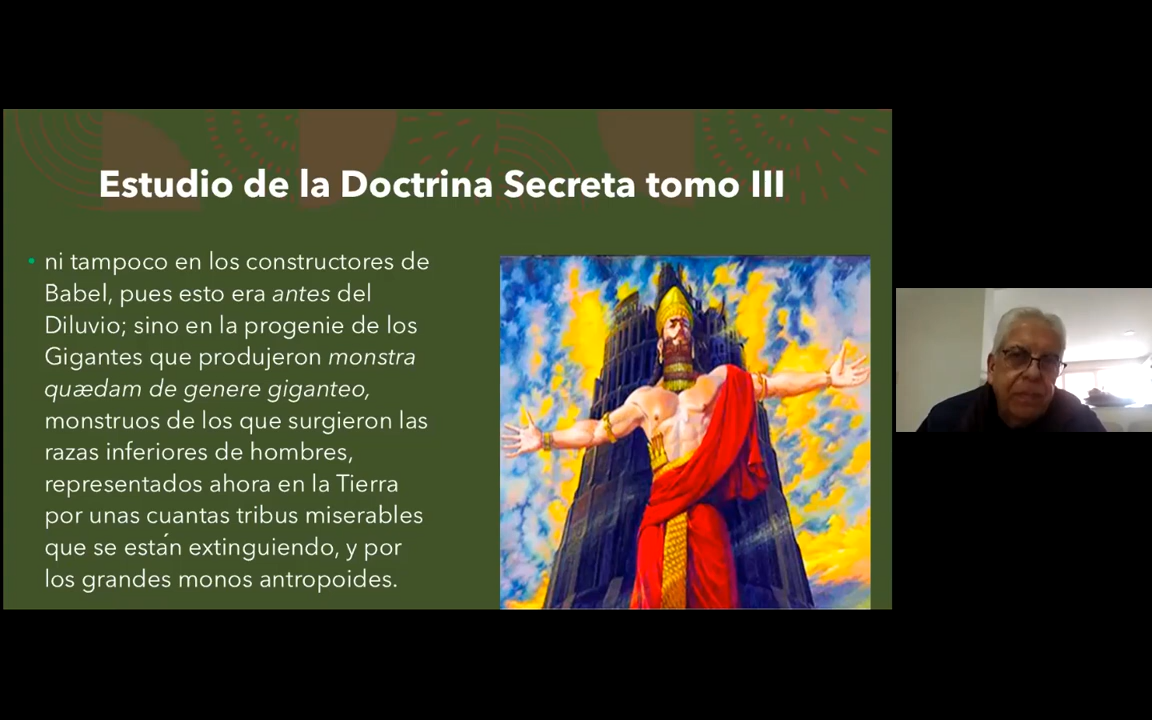 Estudio de la Doctrina Secreta tomo III
• ni tampoco en los constructores de
Babel, pues esto era antes del
Diluvio; sino en la progenie de los
Gigantes que produjeron monstra
quædam de genere giganteo,
monstruos de los que surgieron las
razas inferiores de hombres,
representados ahora en la Tierra
por unas cuantas tribus miserables
que se están extinguiendo, y por
los grandes monos antropoides.